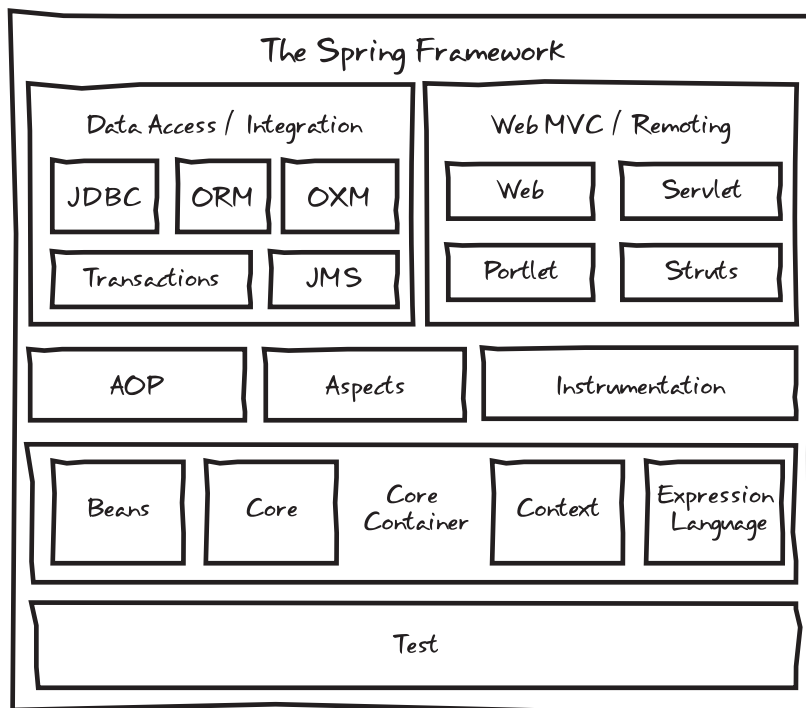 The Spring Framework
Data Access / Integration
JDBC
ORM
OXM
Transactions
JMS
Web MVC / Remoting
Web
Servlet
Portlet
Struts
AOP
Aspects
Instrumentation
Beans
Core
Core
Container
Context
Expression
Language
Test